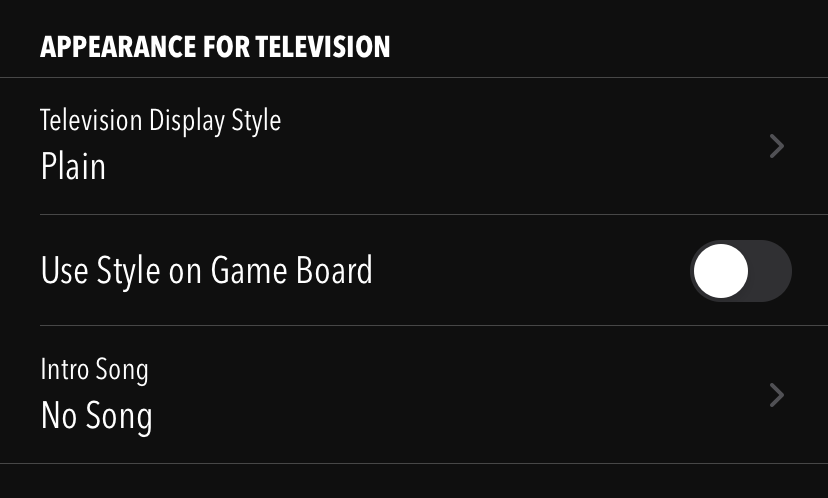 APPEARANCE FOR TELEVISION
Television Display Style
Plain
Use Style on Game Board
Intro Song
No Song